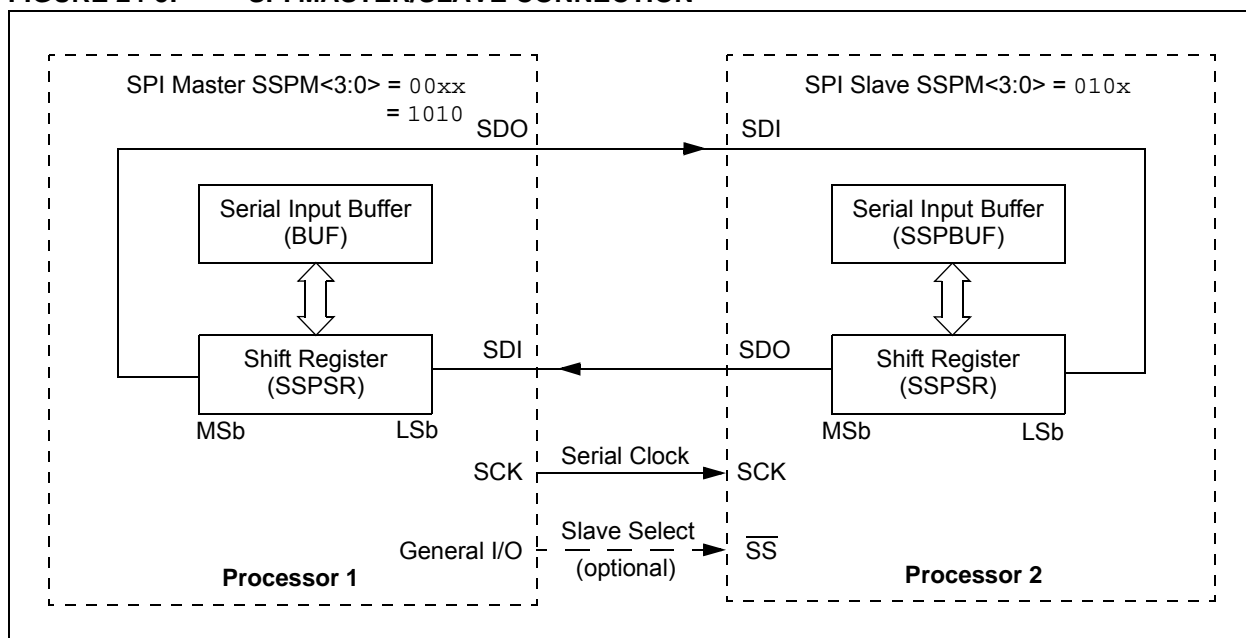 SPI Master SSPM<3:0> = 00xx
= 1010
SPI Slave SSPM<3:0> = 010x
SDO
SDI
Serial Input Buffer
(BUF)
Serial Input Buffer
(SSPBUF)
Shift Register
(SSPSR)
SDI
SDO
Shift Register
(SSPSR)
MSb
LSb
MSb
LSb
SCK
Serial Clock
SCK
General I/O
Slave Select
(optional)
SS
Processor 1
Processor 2